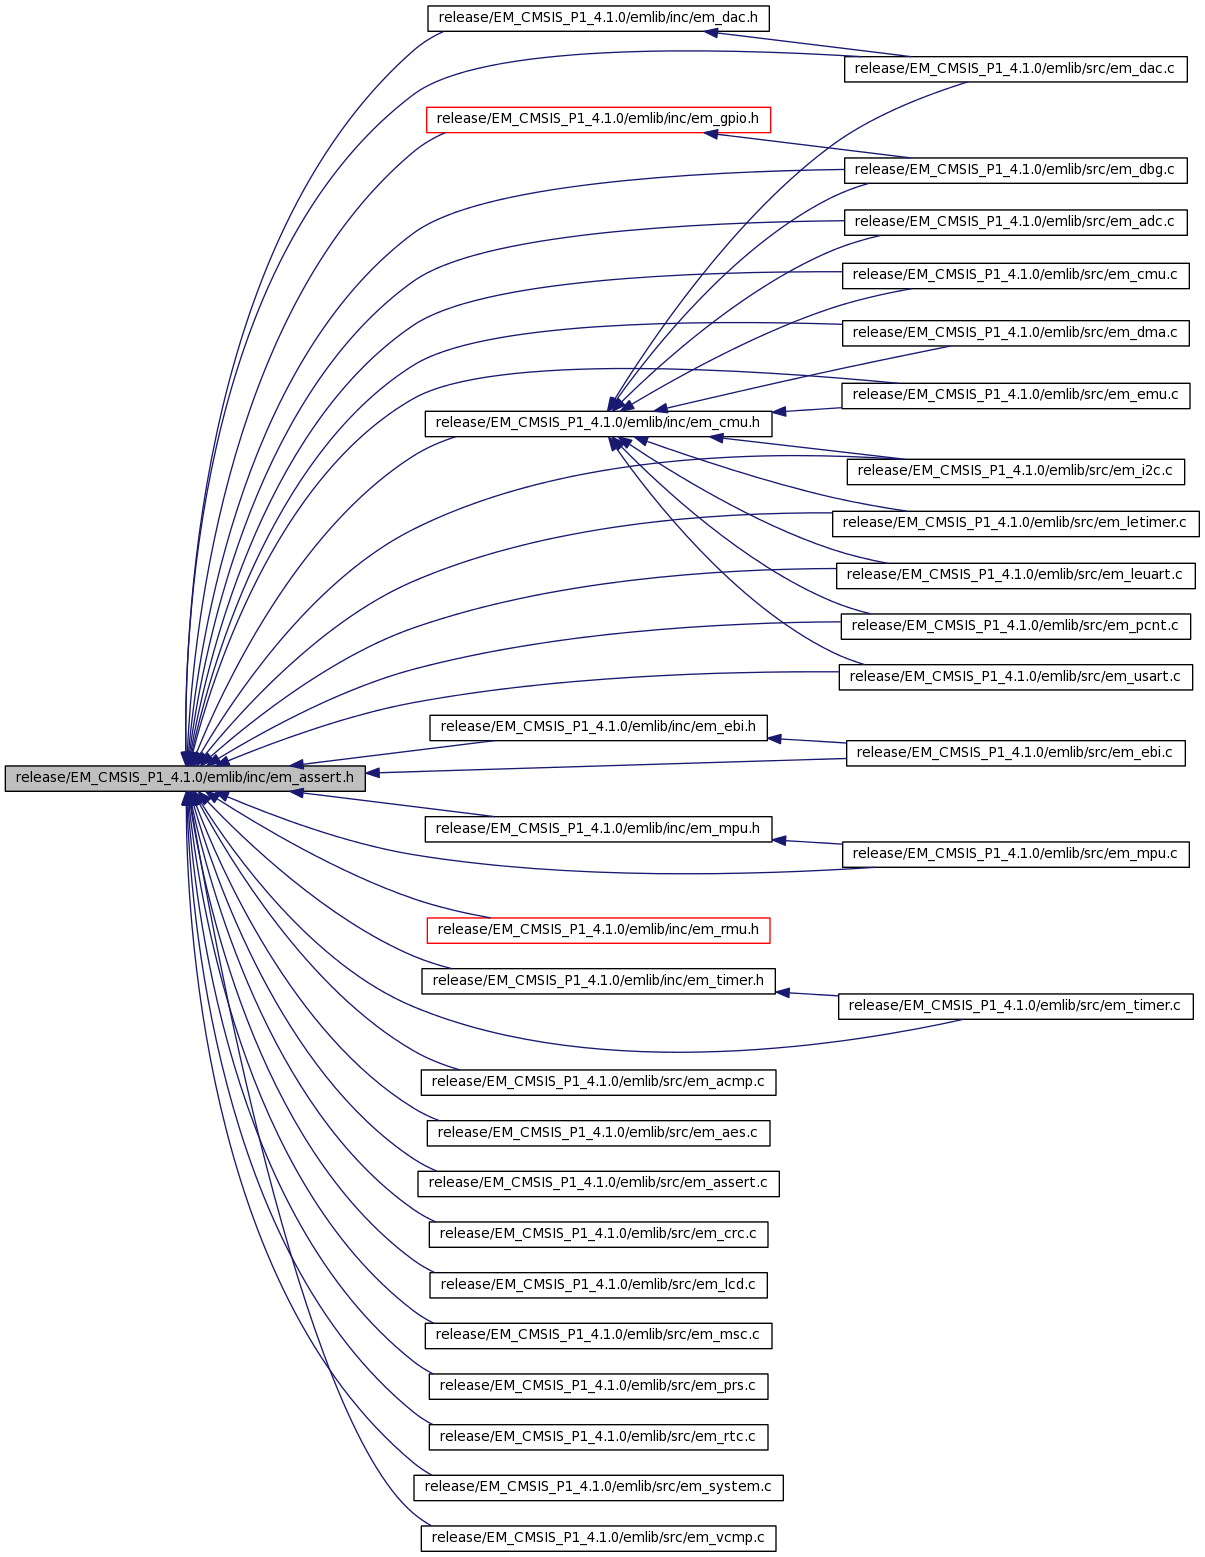 release/EM_CMSIS_P1_4.1.0/emlib/inc/em_dac.h
release/EM_CMSIS_P1_4.1.0/emlib/src/em_dac.c
release/EM_CMSIS_P1_4.1.0/emlib/inc/em_gpio.h
release/EM_CMSIS_P1_4.1.0/emlib/src/em_dbg.c
release/EM_CMSIS_P1_4.1.0/emlib/src/em_adc.c
release/EM_CMSIS_P1_4.1.0/emlib/src/em_cmu.c
release/EM_CMSIS_P1_4.1.0/emlib/src/em_dma.c
release/EM_CMSIS_P1_4.1.0/emlib/src/em_emu.c
release/EM_CMSIS_P1_4.1.0/emlib/inc/em_cmu.h
release/EM_CMSIS_P1_4.1.0/emlib/src/em_i2c.c
release/EM_CMSIS_P1_4.1.0/emlib/src/em_letimer.c
release/EM_CMSIS_P1_4.1.0/emlib/src/em_leuart.c
release/EM_CMSIS_P1_4.1.0/emlib/src/em_pcnt.c
release/EM_CMSIS_P1_4.1.0/emlib/src/em_usart.c
release/EM_CMSIS_P1_4.1.0/emlib/inc/em_ebi.h
release/EM_CMSIS_P1_4.1.0/emlib/src/em_ebi.c
release/EM_CMSIS_P1_4.1.0/emlib/inc/em_assert.h
release/EM_CMSIS_P1_4.1.0/emlib/inc/em_mpu.h
release/EM_CMSIS_P1_4.1.0/emlib/src/em_mpu.c
release/EM_CMSIS_P1_4.1.0/emlib/inc/em_rmu.h
release/EM_CMSIS_P1_4.1.0/emlib/inc/em_timer.h
release/EM_CMSIS_P1_4.1.0/emlib/src/em_timer.c
release/EM_CMSIS_P1_4.1.0/emlib/src/em_acmp.c
release/EM_CMSIS_P1_4.1.0/emlib/src/em_aes.c
release/EM_CMSIS_P1_4.1.0/emlib/src/em_assert.c
release/EM_CMSIS_P1_4.1.0/emlib/src/em_crc.c
release/EM_CMSIS_P1_4.1.0/emlib/src/em_lcd.c
release/EM_CMSIS_P1_4.1.0/emlib/src/em_msc.c
release/EM_CMSIS_P1_4.1.0/emlib/src/em_prs.c
release/EM_CMSIS_P1_4.1.0/emlib/src/em_rtc.c
release/EM_CMSIS_P1_4.1.0/emlib/src/em_system.c
release/EM_CMSIS_P1_4.1.0/emlib/src/em_vcmp.c